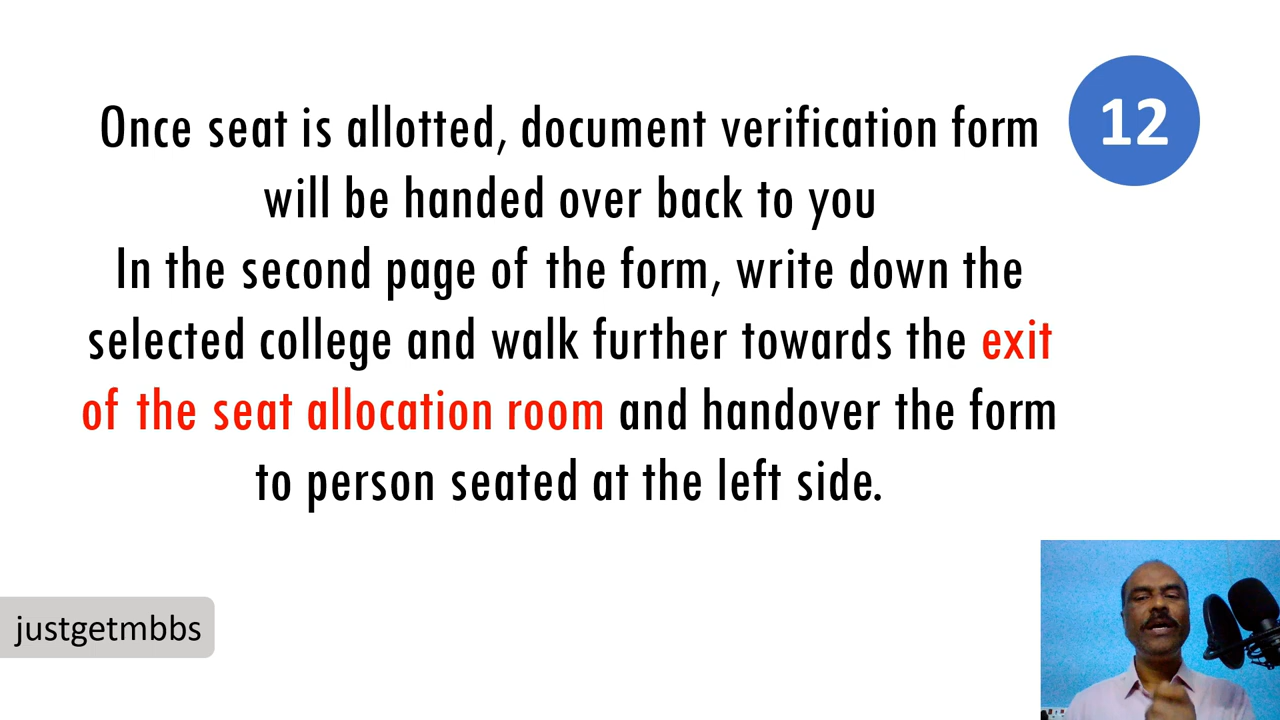 Once seat is allotted, document verification form
will be handed over back to you
In the second page of the form, write down the
selected college and walk further towards the exit
of the seat allocation room and handover the form
to person seated at the left side.
12
justgetmbbs